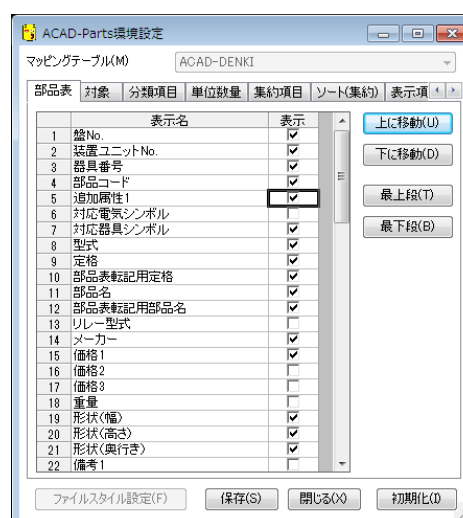 ACAD-Parts環境設定
マッピングテーブル(M) ACAD-DENKI
部品表 対象 分類項目 単位数量 集約項目 ソート(集約) 表示項
表示名 表示
1 盤No.
2 装置ユニットNo.
3 器具番号
4 部品コード
5 追加属性1
6 対応電気シンボル
7 対応器具シンボル
8 型式
9 定格
10 部品表転記用定格
11 部品名
12 部品表転記用部品名
13 リレー型式
14 メーカー
15 価格1
16 価格2
17 価格3
18 重量
19 形状(幅)
20 形状(高さ)
21 形状(奥行き)
22 備考1
上に移動(U)
下に移動(D)
最上段(T)
最下段(B)
ファイルスタイル設定(F) 保存(S) 閉じる(X) 初期化(I)